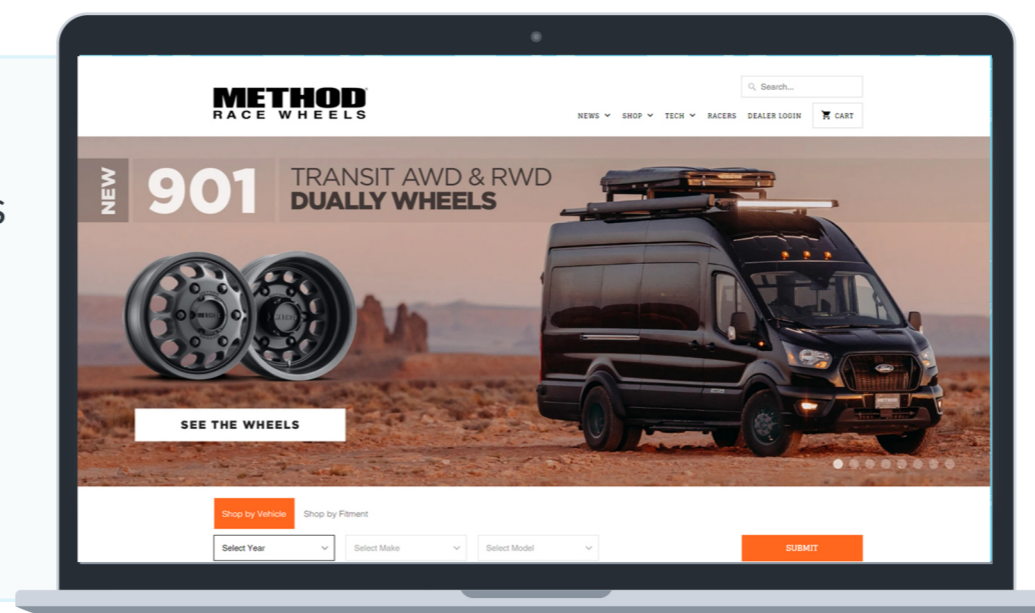 S
METHOD
RACE WHEELS
Search...
NEWS SHOP TECH RACERS DEALER LOGIN CART
NEW
901
TRANSIT AWD & RWD
DUALLY WHEELS
SEE THE WHEELS
Shop by Vehicle Shop by Fitment
Select Year Select Make Select Model SUBMIT